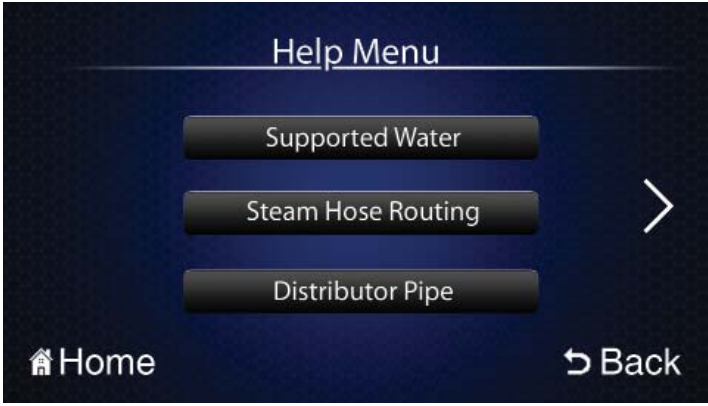 Help Menu
Supported Water
Steam Hose Routing
Distributor Pipe
Home
Back